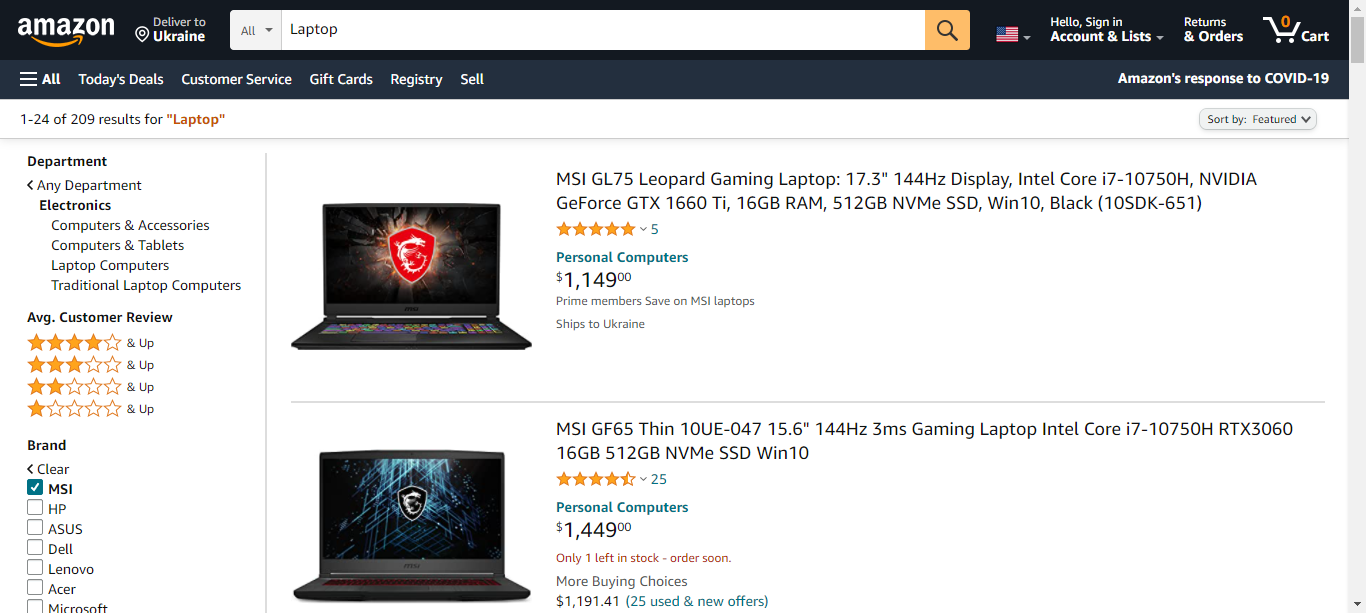 amazon
Deliver to
Ukraine
All
Laptop
Hello, Sign in
Account & Lists
Returns
& Orders
0
Cart
All
Today's Deals
Customer Service
Gift Cards
Registry
Sell
Amazon's response to COVID-19
1-24 of 209 results for "Laptop"
Sort by: Featured
Department
Any Department
Electronics
Computers & Accessories
Computers & Tablets
Laptop Computers
Traditional Laptop Computers
Avg. Customer Review
& Up
& Up
& Up
& Up
Brand
Clear
MSI
HP
ASUS
Dell
Lenovo
Acer
Microsoft
MSI GL75 Leopard Gaming Laptop: 17.3" 144Hz Display, Intel Core i7-10750H, NVIDIA
GeForce GTX 1660 Ti, 16GB RAM, 512GB NVMe SSD, Win10, Black (10SDK-651)
5
Personal Computers
$1,14900
Prime members Save on MSI laptops
Ships to Ukraine
MSI GF65 Thin 10UE-047 15.6" 144Hz 3ms Gaming Laptop Intel Core i7-10750H RTX3060
16GB 512GB NVMe SSD Win10
25
Personal Computers
$1,44900
Only 1 left in stock - order soon.
More Buying Choices
$1,191.41 (25 used & new offers)